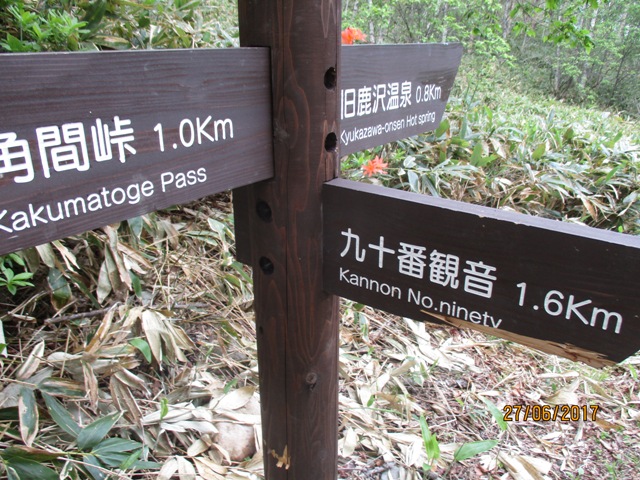 角間峠 1.0Km
Kakumatoge Pass
旧鹿沢温泉 0.8Km
Kyukazawa-onsen Hot spring
九十番観音 1.6Km
Kannon No.ninety
27/06/2017